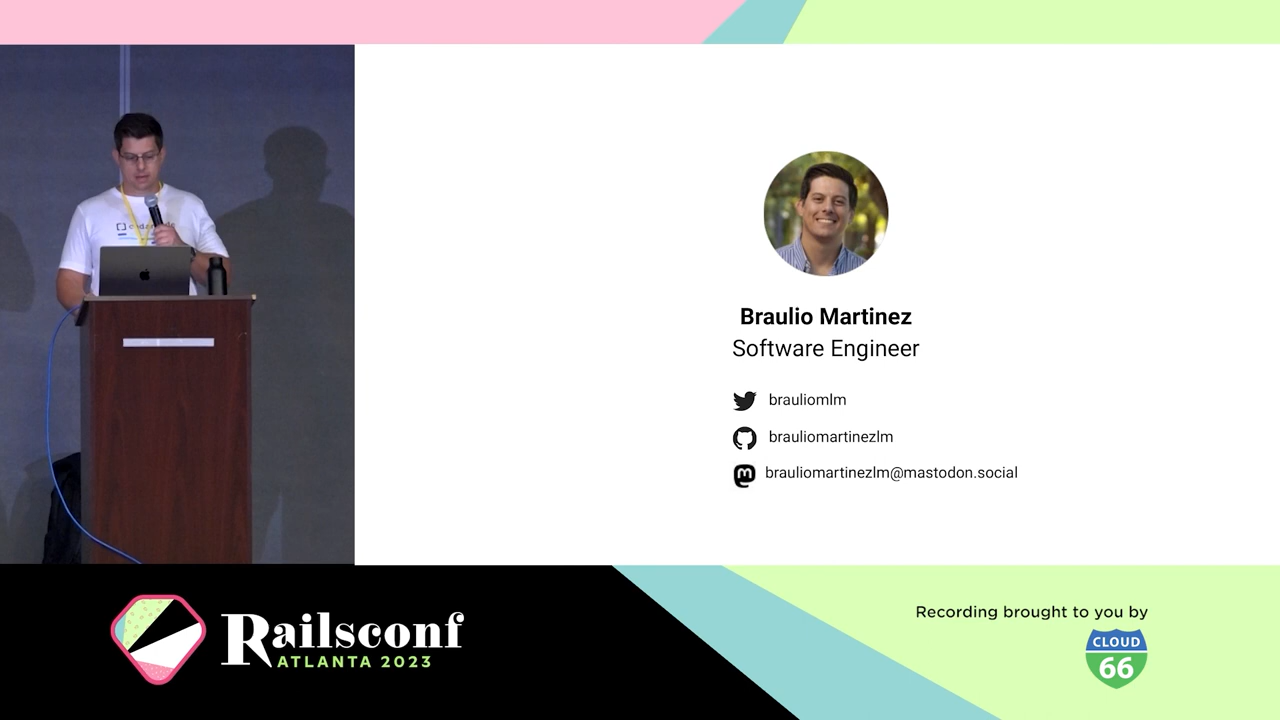 Braulio Martinez
Software Engineer
brauliomlm
brauliomartinezlm
brauliomartinezlm@mastodon.social
Railsconf
ATLANTA 2023
Recording brought to you by
CLOUD
66